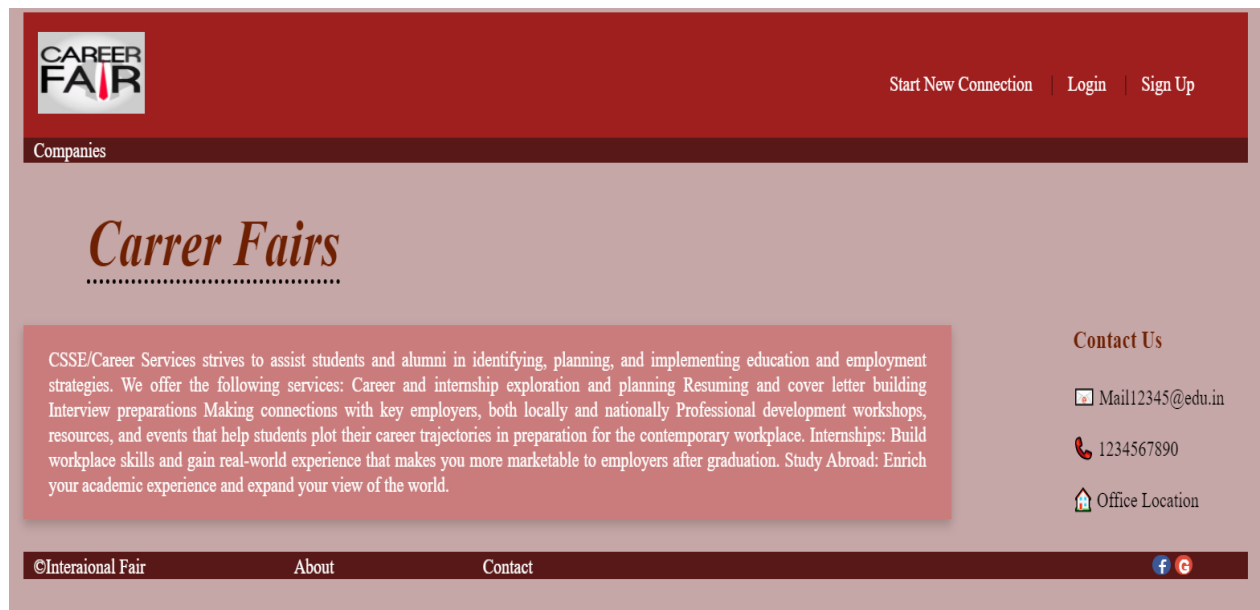 CAREER
FAIR
Start New Connection | Login | Sign Up
Companies
Carrer Fairs
CSSE/Career Services strives to assist students and alumni in identifying, planning, and implementing education and employment
strategies. We offer the following services: Career and internship exploration and planning Resuming and cover letter building
Interview preparations Making connections with key employers, both locally and nationally Professional development workshops,
resources, and events that help students plot their career trajectories in preparation for the contemporary workplace. Internships: Build
workplace skills and gain real-world experience that makes you more marketable to employers after graduation. Study Abroad: Enrich
your academic experience and expand your view of the world.
Contact Us
Mail12345@edu.in
1234567890
Office Location
©Interaional Fair About Contact f G